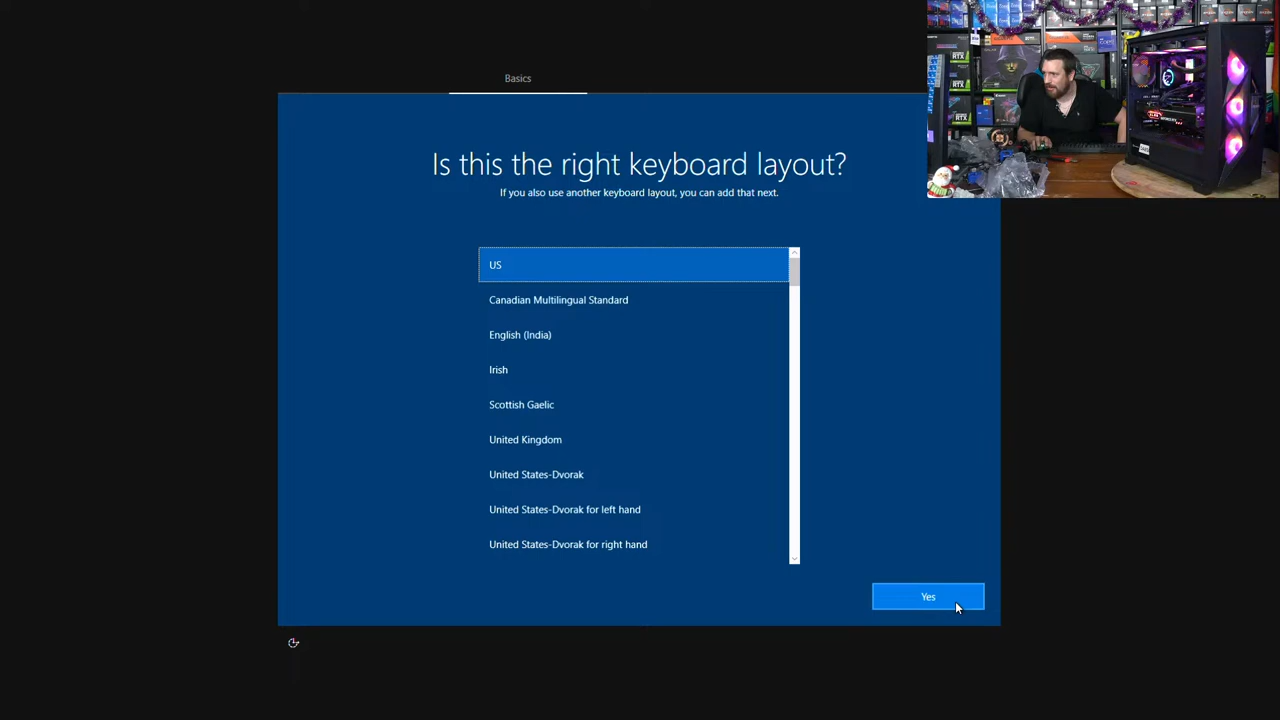 Basics
Is this the right keyboard layout?
If you also use another keyboard layout, you can add that next.
US
Canadian Multilingual Standard
English (India)
Irish
Scottish Gaelic
United Kingdom
United States-Dvorak
United States-Dvorak for left hand
United States-Dvorak for right hand
Yes